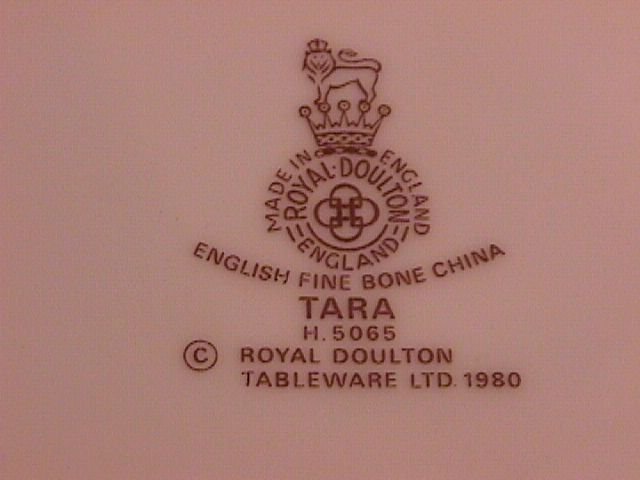 MADE IN ENGLAND
ROYAL·DOULTON
ENGLAND
ENGLISH FINE BONE CHINA
TARA
H.5065
© ROYAL DOULTON
TABLEWARE LTD.1980